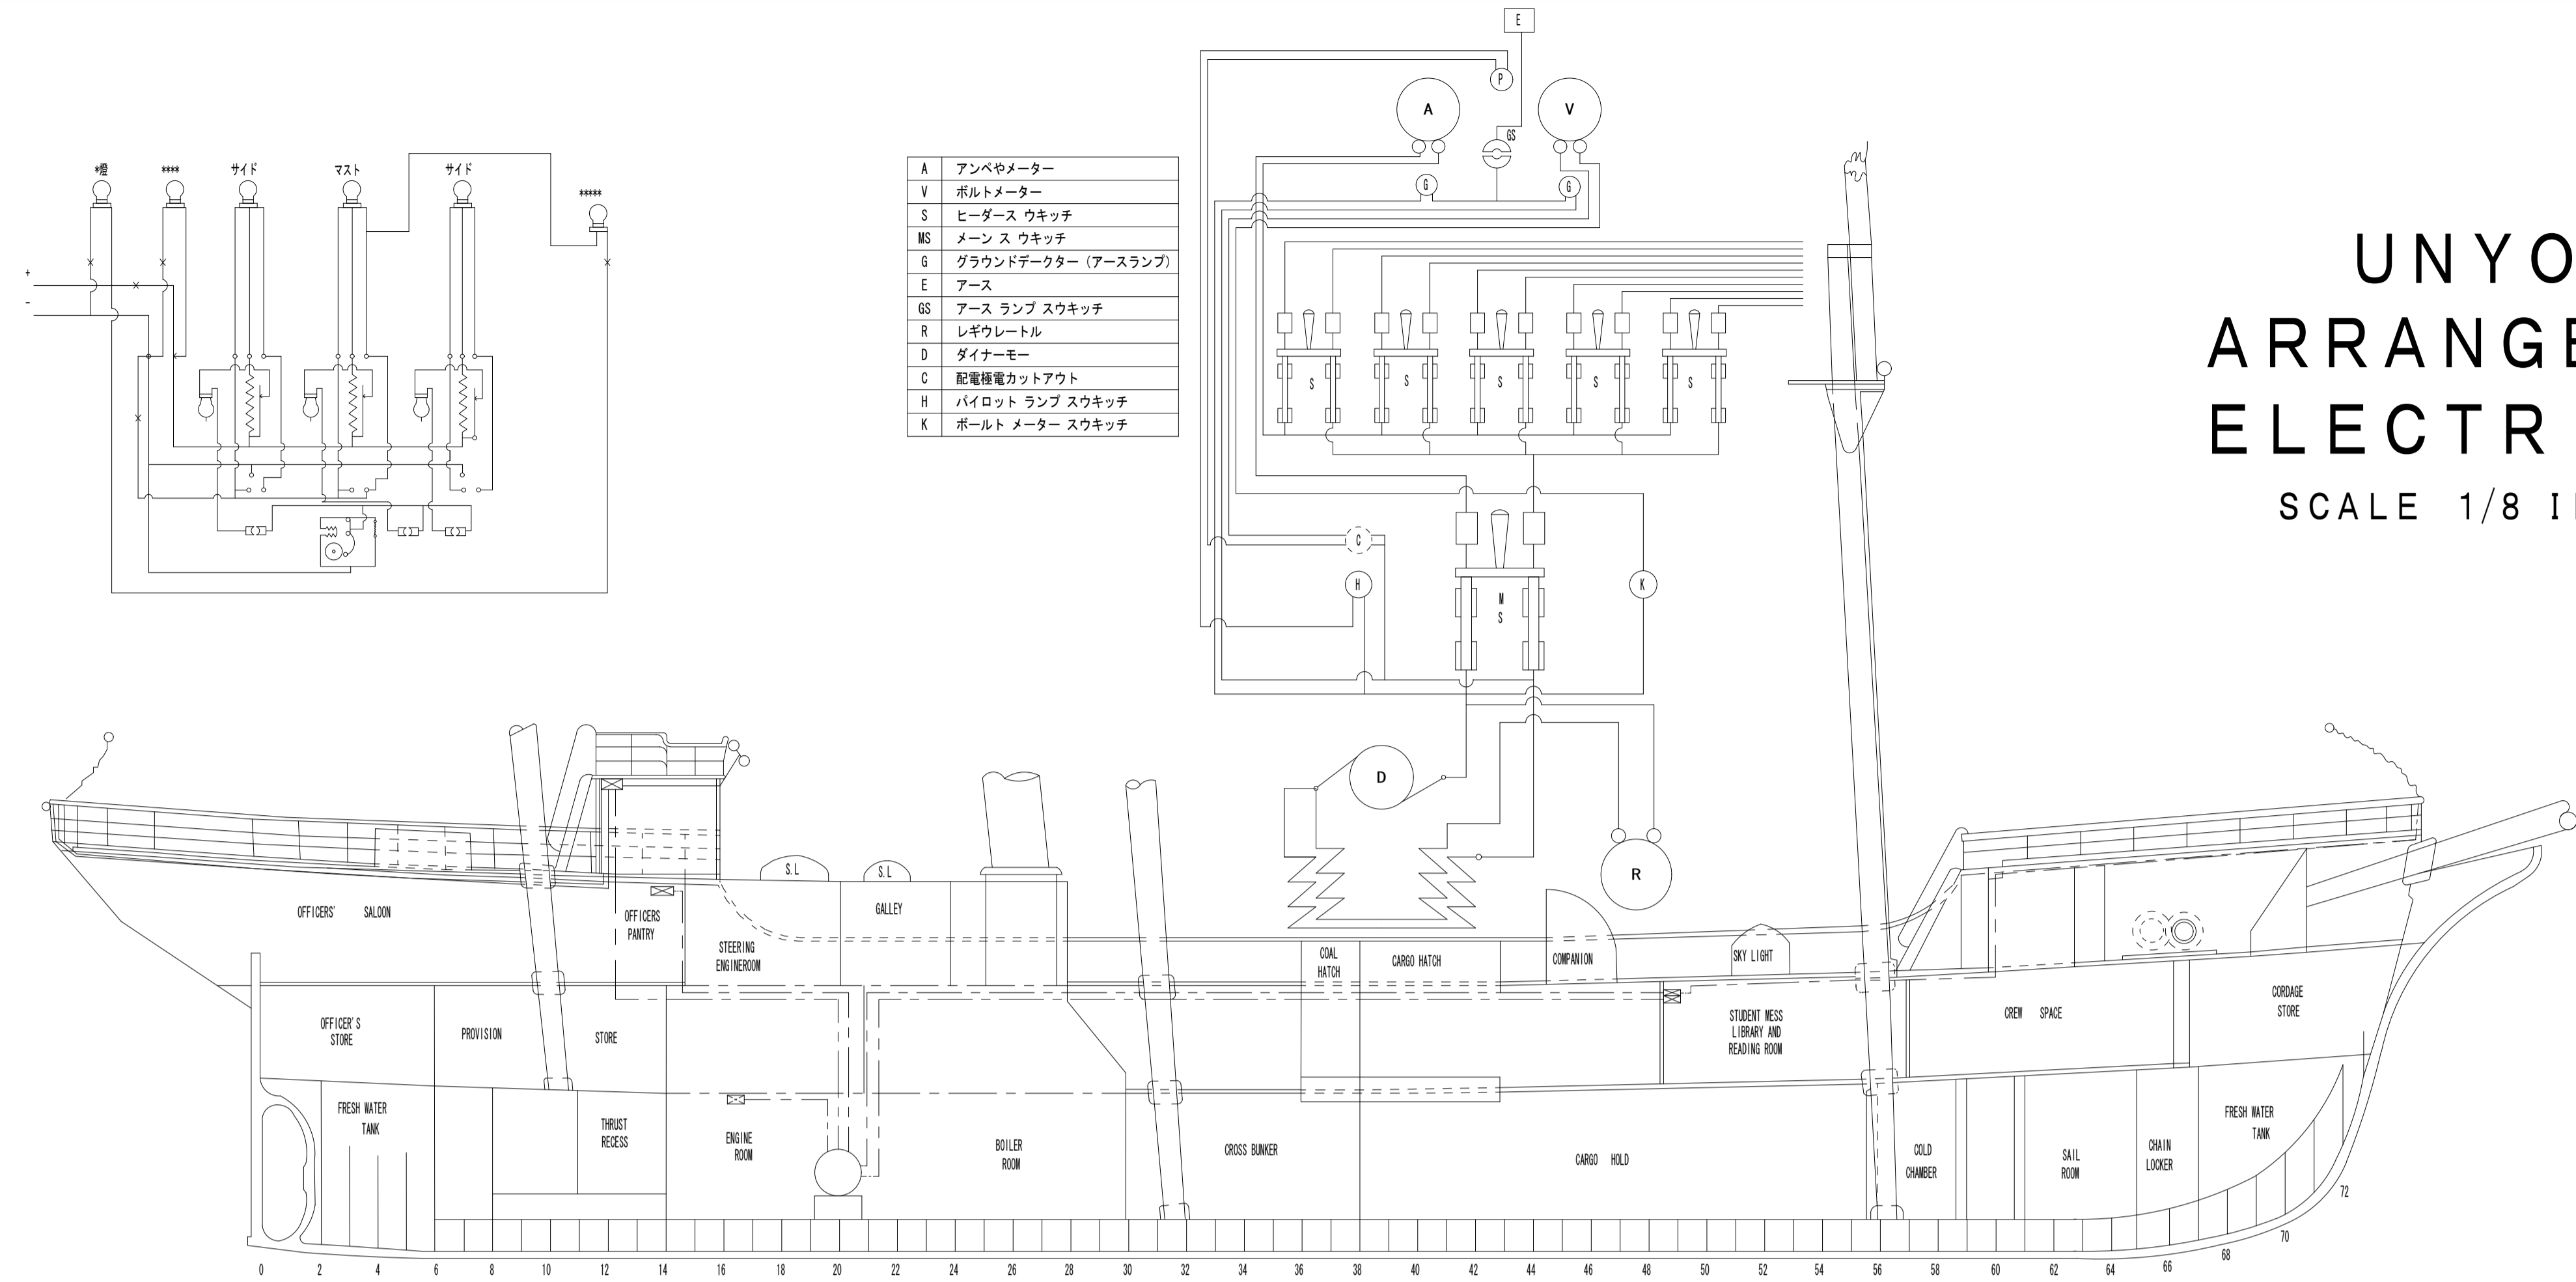 E
P
A
V
GS
G
G
*燈
****
サイド
マスト
サイド
*****
+
-
A アンペやメーター
V ボルトメーター
S ヒーダース ウキッチ
MS メーン ス ウキッチ
G グラウンドデークター（アースランプ）
E アース
GS アース ランプ スウキッチ
R レギウレートル
D ダイナーモー
C 配電極電カットアウト
H パイロット ランプ スウキッチ
K ボールト メーター スウキッチ
UNYO
ARRANGE
ELECTR
SCALE 1/8 I
S
S
S
S
S
C
H
M
S
K
D
R
S.L
S.L
OFFICERS' SALOON
OFFICERS
PANTRY
STEERING
ENGINEROOM
GALLEY
COAL
HATCH
CARGO HATCH
COMPANION
SKY LIGHT
OFFICER'S
STORE
PROVISION
STORE
STUDENT MESS
LIBRARY AND
READING ROOM
CREW SPACE
CORDAGE
STORE
FRESH WATER
TANK
THRUST
RECESS
ENGINE
ROOM
BOILER
ROOM
CROSS BUNKER
CARGO HOLD
COLD
CHAMBER
SAIL
ROOM
CHAIN
LOCKER
FRESH WATER
TANK
0 2 4 6 8 10 12 14 16 18 20 22 24 26 28 30 32 34 36 38 40 42 44 46 48 50 52 54 56 58 60 62 64 66 68 70 72